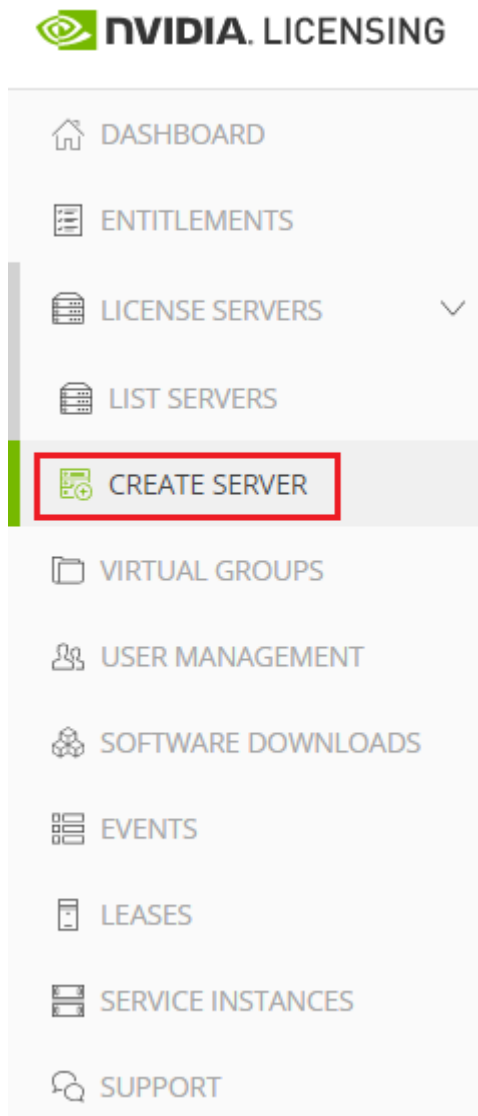 NVIDIA. LICENSING
DASHBOARD
ENTITLEMENTS
LICENSE SERVERS
LIST SERVERS
CREATE SERVER
VIRTUAL GROUPS
USER MANAGEMENT
SOFTWARE DOWNLOADS
EVENTS
LEASES
SERVICE INSTANCES
SUPPORT